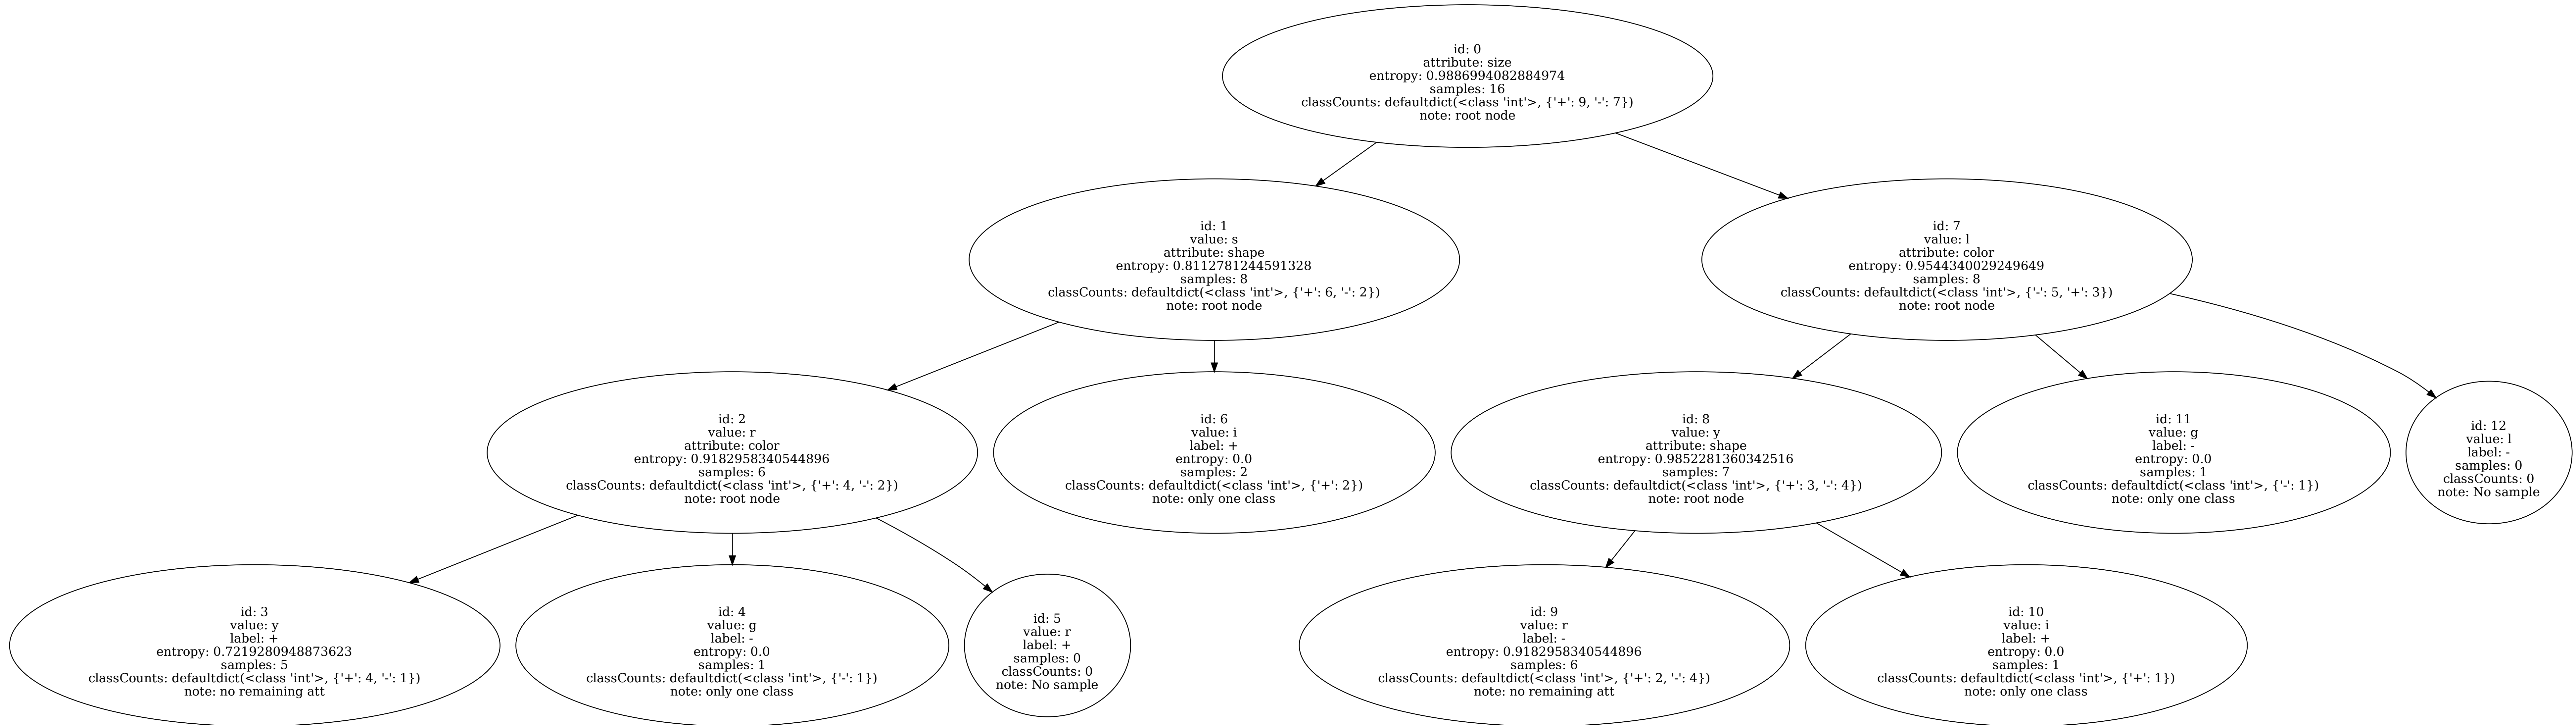 id: 0
attribute: size
entropy: 0.9886994082884974
samples: 16
classCounts: defaultdict(<class 'int'>, {'+': 9, '-': 7})
note: root node
id: 1
value: s
attribute: shape
entropy: 0.8112781244591328
samples: 8
classCounts: defaultdict(<class 'int'>, {'+': 6, '-': 2})
note: root node
id: 7
value: l
attribute: color
entropy: 0.9544340029249649
samples: 8
classCounts: defaultdict(<class 'int'>, {'-': 5, '+': 3})
note: root node
id: 2
value: r
attribute: color
entropy: 0.9182958340544896
samples: 6
classCounts: defaultdict(<class 'int'>, {'+': 4, '-': 2})
note: root node
id: 6
value: i
label: +
entropy: 0.0
samples: 2
classCounts: defaultdict(<class 'int'>, {'+': 2})
note: only one class
id: 8
value: y
attribute: shape
entropy: 0.9852281360342516
samples: 7
classCounts: defaultdict(<class 'int'>, {'+': 3, '-': 4})
note: root node
id: 11
value: g
label: -
entropy: 0.0
samples: 1
classCounts: defaultdict(<class 'int'>, {'-': 1})
note: only one class
id: 12
value: l
label: -
samples: 0
classCounts: 0
note: No sample
id: 3
value: y
label: +
entropy: 0.7219280948873623
samples: 5
classCounts: defaultdict(<class 'int'>, {'+': 4, '-': 1})
note: no remaining att
id: 4
value: g
label: -
entropy: 0.0
samples: 1
classCounts: defaultdict(<class 'int'>, {'-': 1})
note: only one class
id: 5
value: r
label: +
samples: 0
classCounts: 0
note: No sample
id: 9
value: r
label: -
entropy: 0.9182958340544896
samples: 6
classCounts: defaultdict(<class 'int'>, {'+': 2, '-': 4})
note: no remaining att
id: 10
value: i
label: +
entropy: 0.0
samples: 1
classCounts: defaultdict(<class 'int'>, {'+': 1})
note: only one class